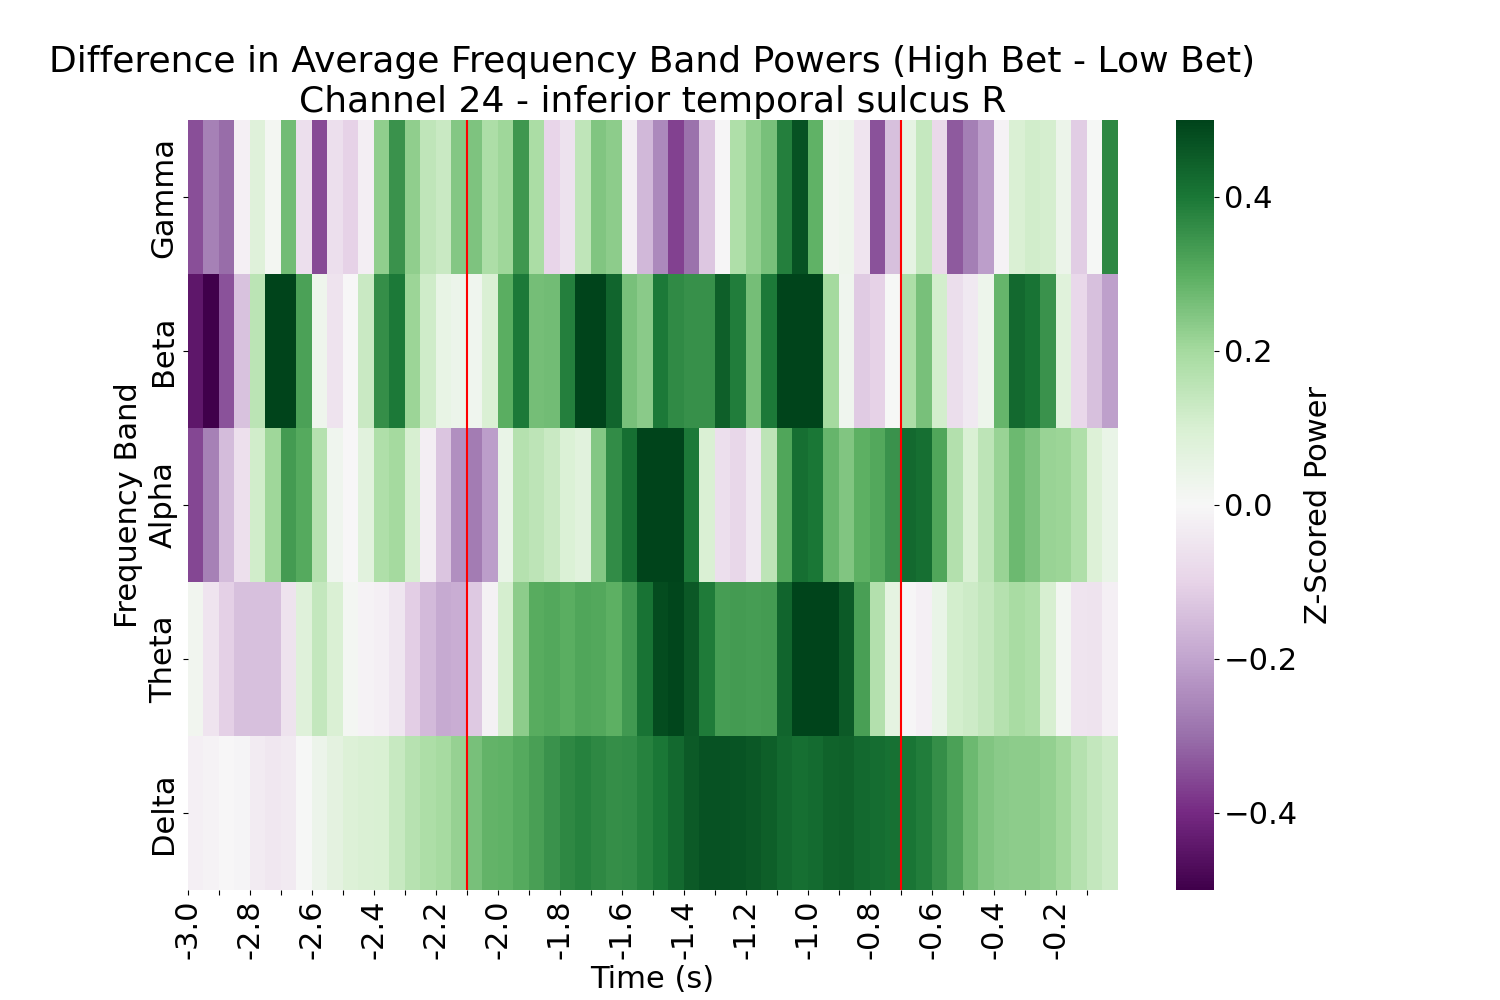 Difference in Average Frequency Band Powers (High Bet - Low Bet)
Channel 24 - inferior temporal sulcus R
Frequency Band
Gamma
Beta
Alpha
Theta
Delta
-3.0
-2.8
-2.6
-2.4
-2.2
-2.0
-1.8
-1.6
-1.4
-1.2
-1.0
-0.8
-0.6
-0.4
-0.2
Time (s)
0.4
0.2
0.0
−0.2
−0.4
Z-Scored Power